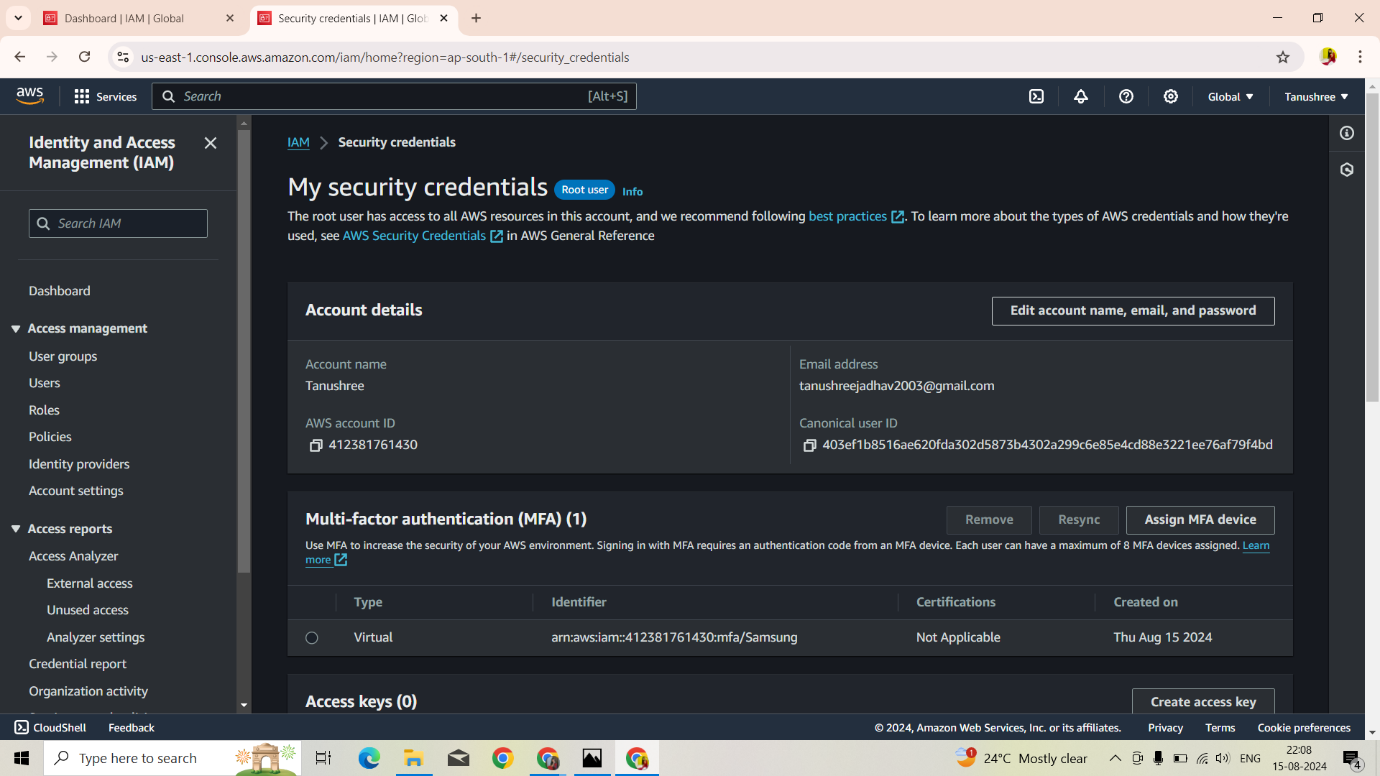 Dashboard | IAM | Global
Security credentials | IAM | Glob
us-east-1.console.aws.amazon.com/iam/home?region=ap-south-1#/security_credentials
aws
Services
Search
[Alt+S]
Global
Tanushree
Identity and Access
Management (IAM)
Search IAM
Dashboard
Access management
User groups
Users
Roles
Policies
Identity providers
Account settings
Access reports
Access Analyzer
External access
Unused access
Analyzer settings
Credential report
Organization activity
IAM > Security credentials
My security credentials Root user Info
The root user has access to all AWS resources in this account, and we recommend following best practices . To learn more about the types of AWS credentials and how they're
used, see AWS Security Credentials in AWS General Reference
Account details
Edit account name, email, and password
Account name
Tanushree
Email address
tanushreejadhav2003@gmail.com
AWS account ID
412381761430
Canonical user ID
403ef1b8516ae620fda302d5873b4302a299c6e85e4cd88e3221ee76af79f4bd
Multi-factor authentication (MFA) (1)
Remove
Resync
Assign MFA device
Use MFA to increase the security of your AWS environment. Signing in with MFA requires an authentication code from an MFA device. Each user can have a maximum of 8 MFA devices assigned. Learn
more
Type Identifier Certifications Created on
Virtual arn:aws:iam::412381761430:mfa/Samsung Not Applicable Thu Aug 15 2024
Access keys (0)
Create access key
CloudShell Feedback
© 2024, Amazon Web Services, Inc. or its affiliates. Privacy Terms Cookie preferences
Type here to search
1
24°C Mostly clear
ENG
22:08
15-08-2024
4